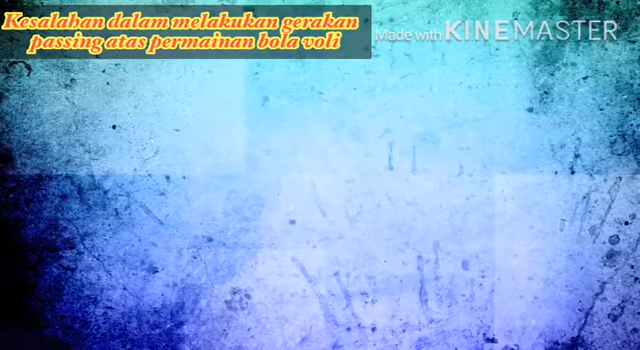 Kesalahan dalam melakukan gerakan
passing atas permainan bola voli
Made with KINEMASTER